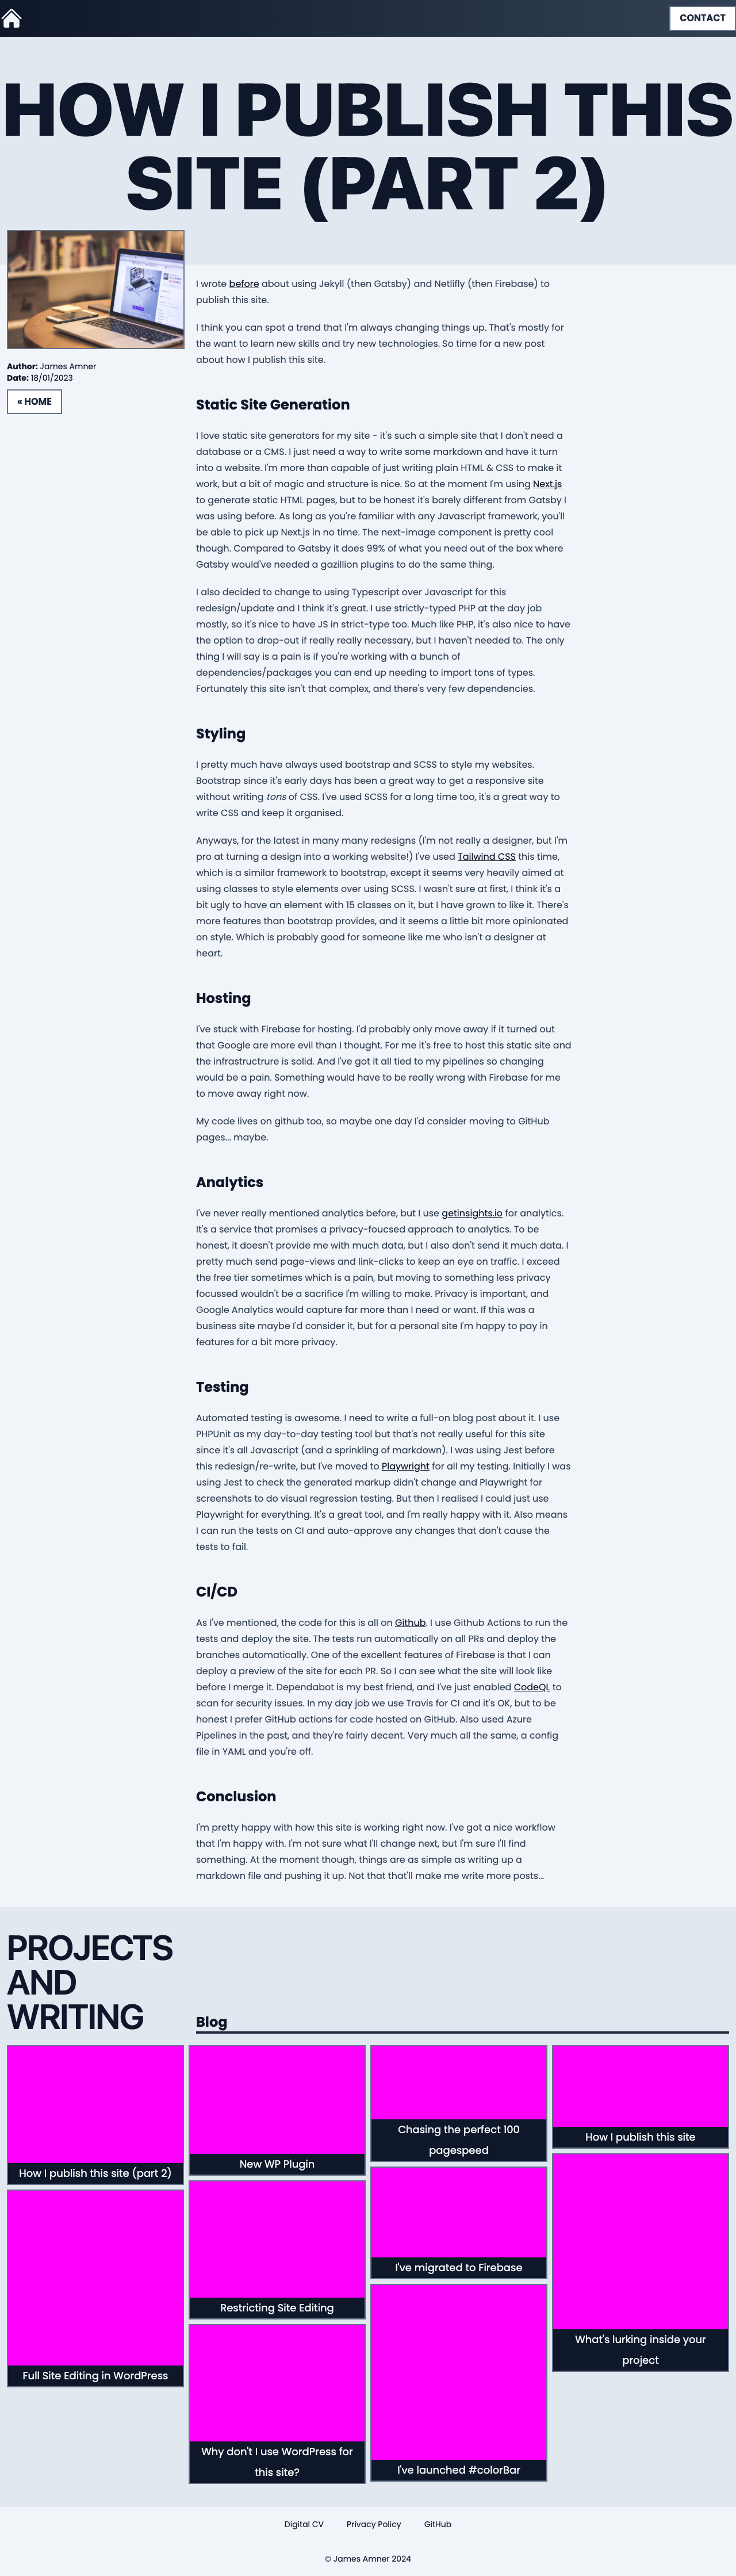 CONTACT
HOW I PUBLISH THIS
SITE (PART 2)
Author: James Amner
Date: 18/01/2023
« HOME
I wrote before about using Jekyll (then Gatsby) and Netlifly (then Firebase) to
publish this site.
I think you can spot a trend that I'm always changing things up. That's mostly for
the want to learn new skills and try new technologies. So time for a new post
about how I publish this site.
Static Site Generation
I love static site generators for my site - it's such a simple site that I don't need a
database or a CMS. I just need a way to write some markdown and have it turn
into a website. I'm more than capable of just writing plain HTML & CSS to make it
work, but a bit of magic and structure is nice. So at the moment I'm using Next.js
to generate static HTML pages, but to be honest it's barely different from Gatsby I
was using before. As long as you're familiar with any Javascript framework, you'll
be able to pick up Next.js in no time. The next-image component is pretty cool
though. Compared to Gatsby it does 99% of what you need out of the box where
Gatsby would've needed a gazillion plugins to do the same thing.
I also decided to change to using Typescript over Javascript for this
redesign/update and I think it's great. I use strictly-typed PHP at the day job
mostly, so it's nice to have JS in strict-type too. Much like PHP, it's also nice to have
the option to drop-out if really really necessary, but I haven't needed to. The only
thing I will say is a pain is if you're working with a bunch of
dependencies/packages you can end up needing to import tons of types.
Fortunately this site isn't that complex, and there's very few dependencies.
Styling
I pretty much have always used bootstrap and SCSS to style my websites.
Bootstrap since it's early days has been a great way to get a responsive site
without writing tons of CSS. I've used SCSS for a long time too, it's a great way to
write CSS and keep it organised.
Anyways, for the latest in many many redesigns (I'm not really a designer, but I'm
pro at turning a design into a working website!) I've used Tailwind CSS this time,
which is a similar framework to bootstrap, except it seems very heavily aimed at
using classes to style elements over using SCSS. I wasn't sure at first, I think it's a
bit ugly to have an element with 15 classes on it, but I have grown to like it. There's
more features than bootstrap provides, and it seems a little bit more opinionated
on style. Which is probably good for someone like me who isn't a designer at
heart.
Hosting
I've stuck with Firebase for hosting. I'd probably only move away if it turned out
that Google are more evil than I thought. For me it's free to host this static site and
the infrastructrure is solid. And I've got it all tied to my pipelines so changing
would be a pain. Something would have to be really wrong with Firebase for me
to move away right now.
My code lives on github too, so maybe one day I'd consider moving to GitHub
pages... maybe.
Analytics
I've never really mentioned analytics before, but I use getinsights.io for analytics.
It's a service that promises a privacy-foucsed approach to analytics. To be
honest, it doesn't provide me with much data, but I also don't send it much data. I
pretty much send page-views and link-clicks to keep an eye on traffic. I exceed
the free tier sometimes which is a pain, but moving to something less privacy
focussed wouldn't be a sacrifice I'm willing to make. Privacy is important, and
Google Analytics would capture far more than I need or want. If this was a
business site maybe I'd consider it, but for a personal site I'm happy to pay in
features for a bit more privacy.
Testing
Automated testing is awesome. I need to write a full-on blog post about it. I use
PHPUnit as my day-to-day testing tool but that's not really useful for this site
since it's all Javascript (and a sprinkling of markdown). I was using Jest before
this redesign/re-write, but I've moved to Playwright for all my testing. Initially I was
using Jest to check the generated markup didn't change and Playwright for
screenshots to do visual regression testing. But then I realised I could just use
Playwright for everything. It's a great tool, and I'm really happy with it. Also means
I can run the tests on CI and auto-approve any changes that don't cause the
tests to fail.
CI/CD
As I've mentioned, the code for this is all on Github. I use Github Actions to run the
tests and deploy the site. The tests run automatically on all PRs and deploy the
branches automatically. One of the excellent features of Firebase is that I can
deploy a preview of the site for each PR. So I can see what the site will look like
before I merge it. Dependabot is my best friend, and I've just enabled CodeQL to
scan for security issues. In my day job we use Travis for CI and it's OK, but to be
honest I prefer GitHub actions for code hosted on GitHub. Also used Azure
Pipelines in the past, and they're fairly decent. Very much all the same, a config
file in YAML and you're off.
Conclusion
I'm pretty happy with how this site is working right now. I've got a nice workflow
that I'm happy with. I'm not sure what I'll change next, but I'm sure I'll find
something. At the moment though, things are as simple as writing up a
markdown file and pushing it up. Not that that'll make me write more posts...
PROJECTS
AND
WRITING
Blog
How I publish this site (part 2)
New WP Plugin
Chasing the perfect 100
pagespeed
How I publish this site
Full Site Editing in WordPress
Restricting Site Editing
I've migrated to Firebase
What's lurking inside your
project
Why don't I use WordPress for
this site?
I've launched #colorBar
Digital CV
Privacy Policy
GitHub
© James Amner 2024